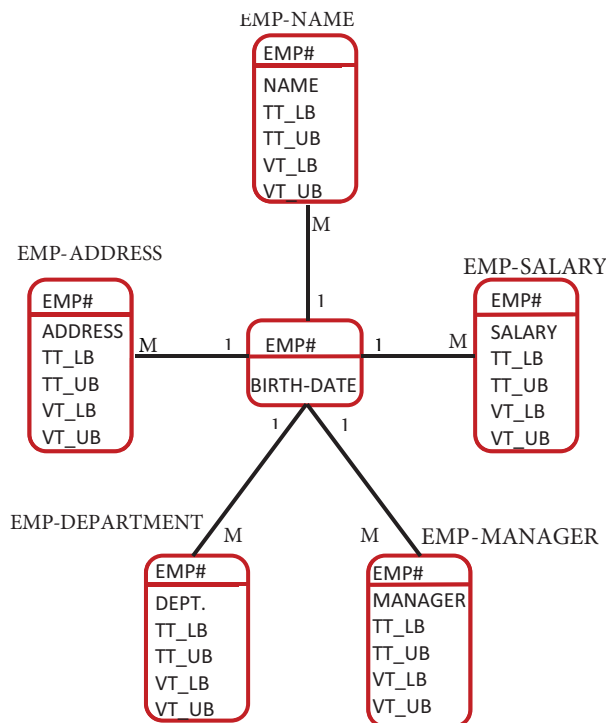 EMP-NAME
EMP#
NAME
TT_LB
TT_UB
VT_LB
VT_UB
M
1
EMP-ADDRESS
EMP#
ADDRESS
TT_LB
TT_UB
VT_LB
VT_UB
M
1
EMP#
BIRTH-DATE
1
M
EMP-SALARY
EMP#
SALARY
TT_LB
TT_UB
VT_LB
VT_UB
1
1
EMP-DEPARTMENT
M
EMP#
DEPT.
TT_LB
TT_UB
VT_LB
VT_UB
M
EMP-MANAGER
EMP#
MANAGER
TT_LB
TT_UB
VT_LB
VT_UB